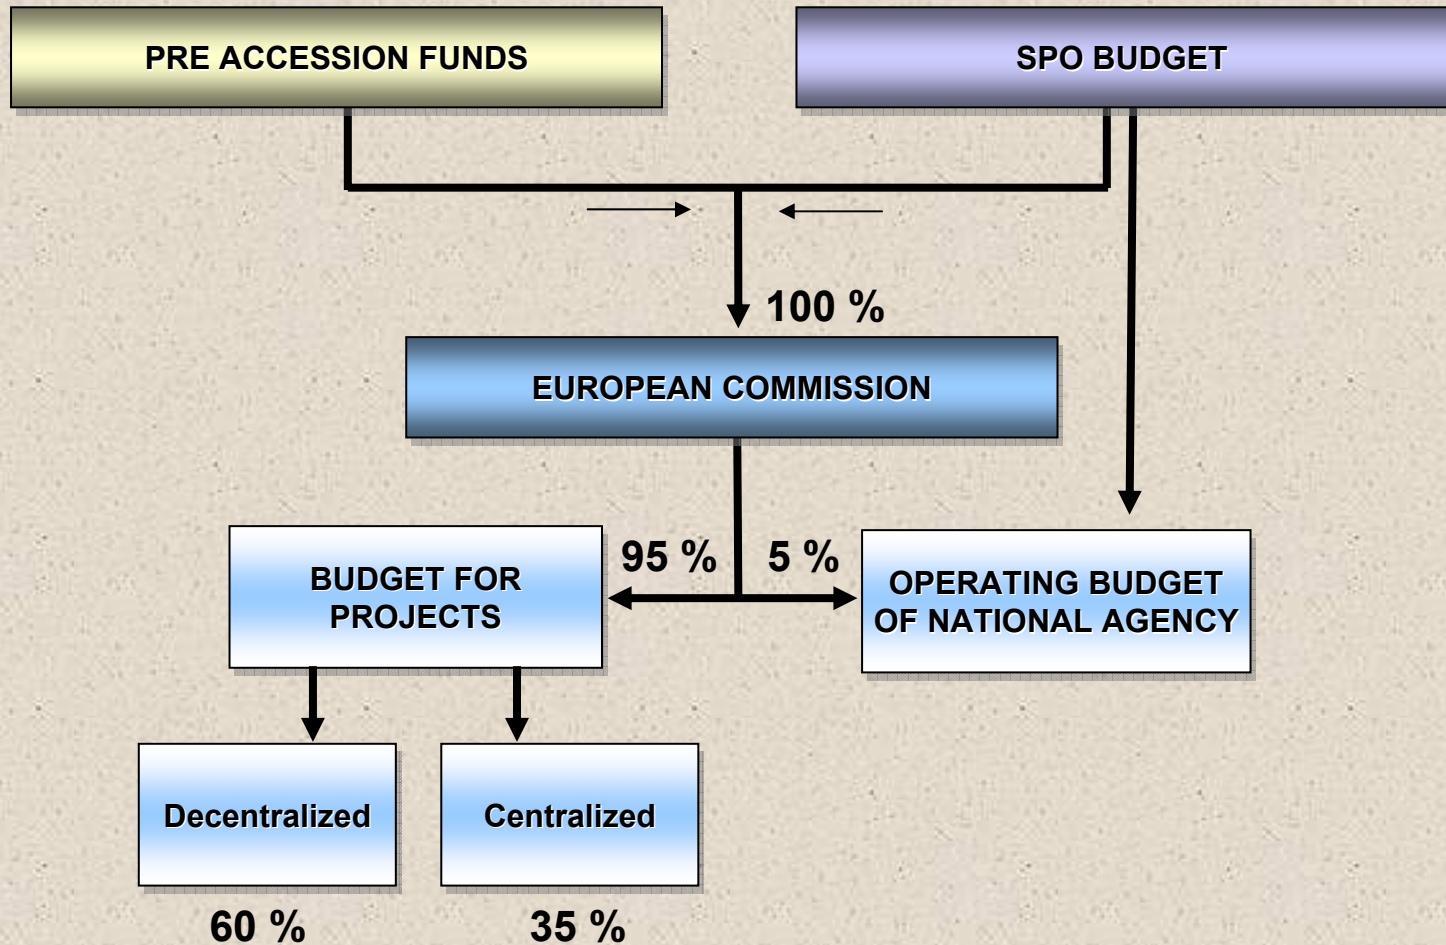 PRE ACCESSION FUNDS
SPO BUDGET
100 %
EUROPEAN COMMISSION
95 %
5 %
BUDGET FOR
PROJECTS
OPERATING BUDGET
OF NATIONAL AGENCY
Decentralized
Centralized
60 %
35 %